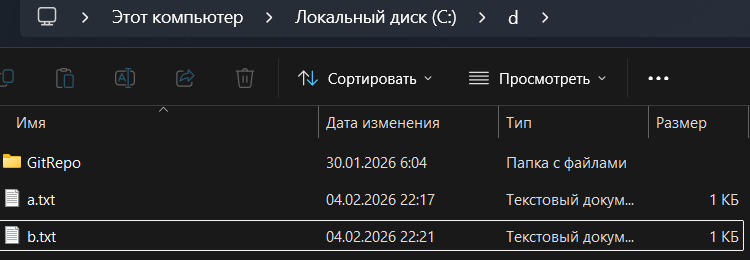 Этот компьютер > Локальный диск (C:) > d >
Сортировать Просмотреть •••
Имя Дата изменения Тип Размер
GitRepo 30.01.2026 6:04 Папка с файлами
a.txt 04.02.2026 22:17 Текстовый докум... 1 КБ
b.txt 04.02.2026 22:21 Текстовый докум... 1 КБ